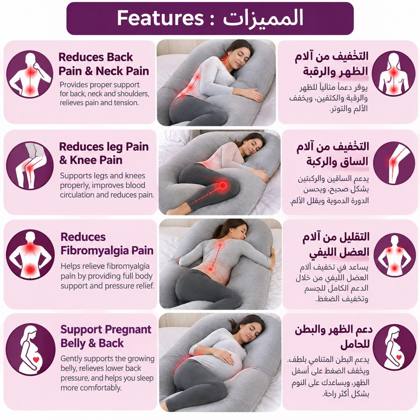 Features : المميزات
Reduces Back
Pain & Neck Pain
Provides proper support
for back, neck and shoulders,
relieves pain and tension.
التخفيف من آلام
الظهر والرقبة
يوفر دعماً مثالياً للظهر
والرقبة والكتفين، ويخفف
الألم والتوتر.
Reduces leg Pain
& Knee Pain
Supports legs and knees
properly, improves blood
circulation and reduces pain.
التخفيف من آلام
الساق والركبة
يدعم الساقين والركبتين
بشكل صحيح، ويحسن
الدورة الدموية ويقلل الألم.
Reduces
Fibromyalgia Pain
Helps relieve fibromyalgia
pain by providing full body
support and pressure relief.
التقليل من آلام
العضل الليفي
يساعد في تخفيف آلام
العضل الليفي من خلال
الدعم الكامل للجسم
وتخفيف الضغط.
Support Pregnant
Belly & Back
Gently supports the growing
belly, relieves lower back
pressure, and helps you sleep
more comfortably.
دعم الظهر والبطن
للحامل
يدعم البطن المتنامي بلطف،
ويخفف الضغط على أسفل
الظهر، ويساعدك على النوم
بشكل أكثر راحة.